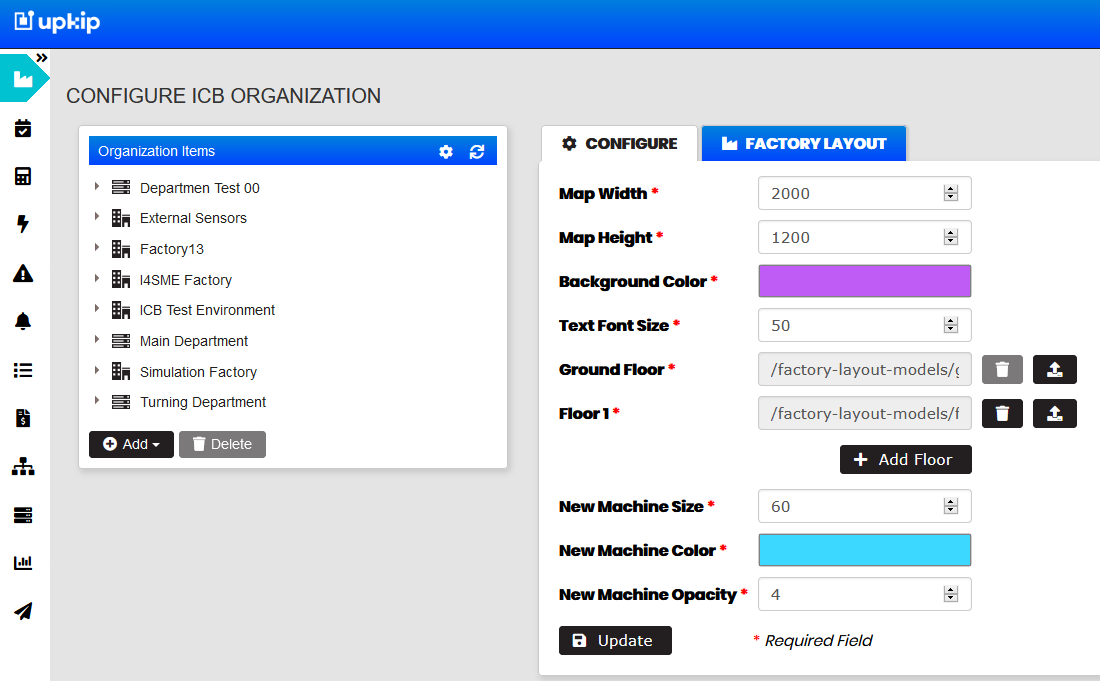 upkip
CONFIGURE ICB ORGANIZATION
Organization Items
Departmen Test 00
External Sensors
Factory13
I4SME Factory
ICB Test Environment
Main Department
Simulation Factory
Turning Department
Add
Delete
CONFIGURE
FACTORY LAYOUT
Map Width * 2000
Map Height * 1200
Background Color *
Text Font Size * 50
Ground Floor * /factory-layout-models/g
Floor 1 * /factory-layout-models/f
Add Floor
New Machine Size * 60
New Machine Color *
New Machine Opacity * 4
Update
* Required Field